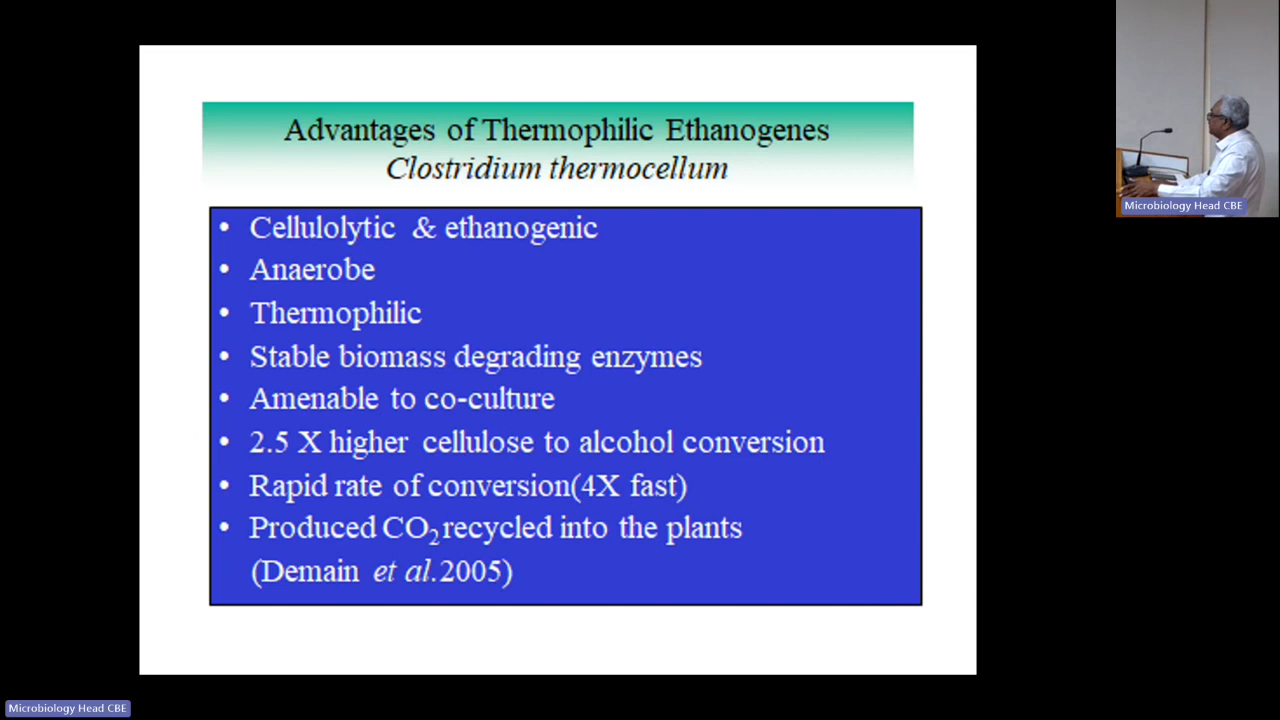 Advantages of Thermophilic Ethanogenes
Clostridium thermocellum
• Cellulolytic & ethanogenic
• Anaerobe
• Thermophilic
• Stable biomass degrading enzymes
• Amenable to co-culture
• 2.5 X higher cellulose to alcohol conversion
• Rapid rate of conversion(4X fast)
• Produced CO₂ recycled into the plants
(Demain et al.2005)
Microbiology Head CBE
Microbiology Head CBE